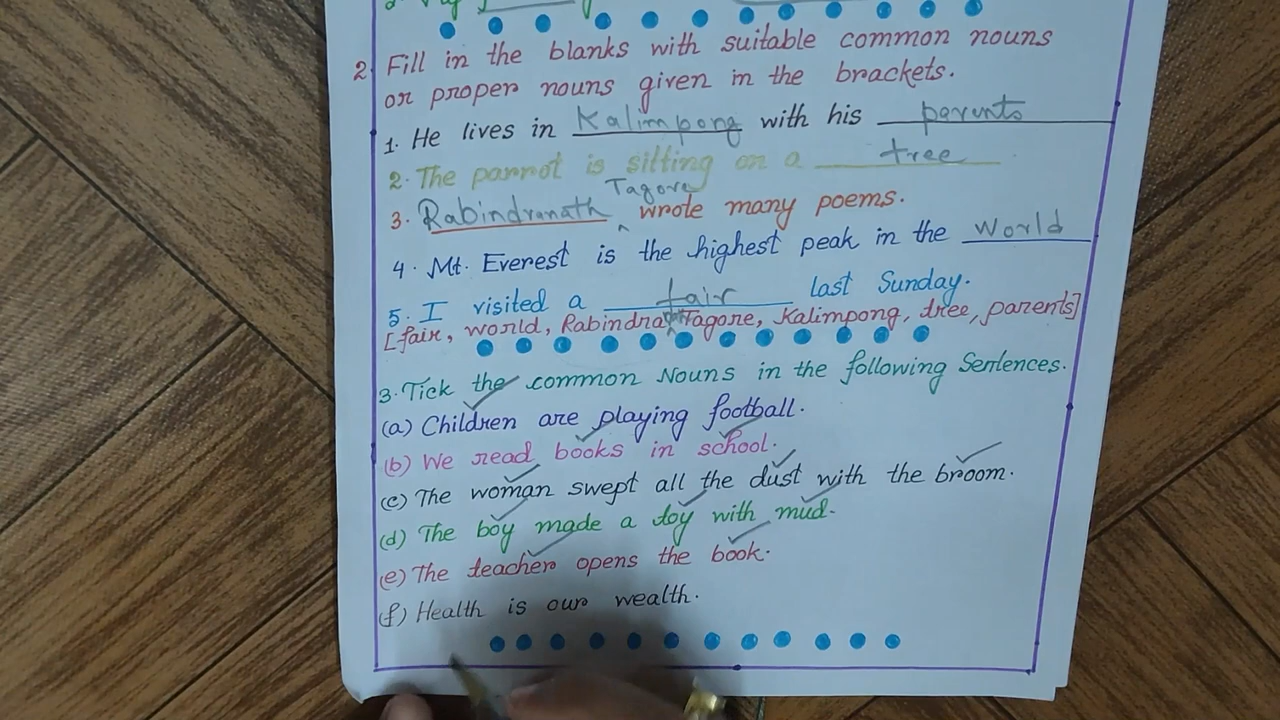 2. Fill in the blanks with suitable common nouns
or proper nouns given in the brackets.
1. He lives in Kalimpong with his parents
2. The parrot is sitting on a tree
3. Rabindranath Tagore wrote many poems.
4. Mt. Everest is the highest peak in the world
5. I visited a fair last Sunday.
[fair, world, Rabindra Tagore, Kalimpong, tree, parents]
3. Tick the common Nouns in the following Sentences.
(a) Children are playing football.
(b) We read books in school.
(c) The woman swept all the dust with the broom.
(d) The boy made a toy with mud.
(e) The teacher opens the book.
(f) Health is our wealth.